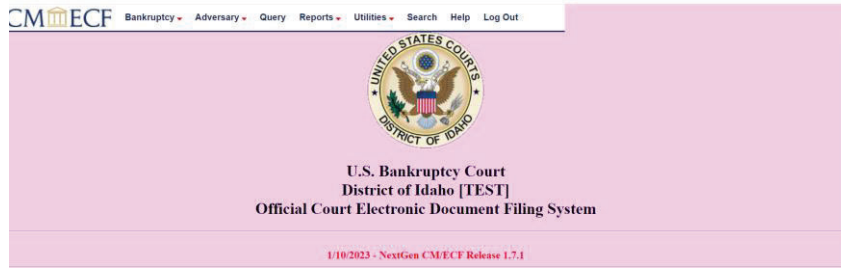 CM ECF Bankruptcy Adversary Query Reports Utilities Search Help Log Out
UNITED STATES COURTS
DISTRICT OF IDAHO
U.S. Bankruptcy Court
District of Idaho [TEST]
Official Court Electronic Document Filing System
1/10/2023 - NextGen CM/ECF Release 1.7.1